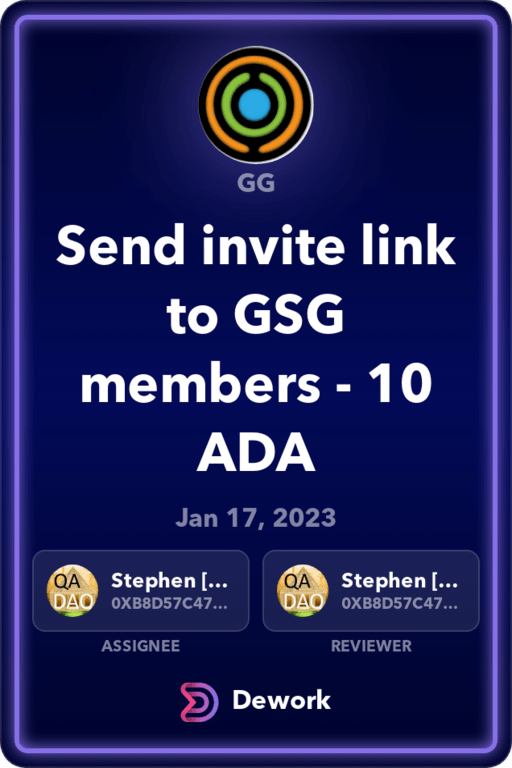 GG
Send invite link
to GSG
members - 10
ADA
Jan 17, 2023
QA
DAO
Stephen [...
0XB8D57C47...
QA
DAO
Stephen [...
0XB8D57C47...
ASSIGNEE
REVIEWER
Dework